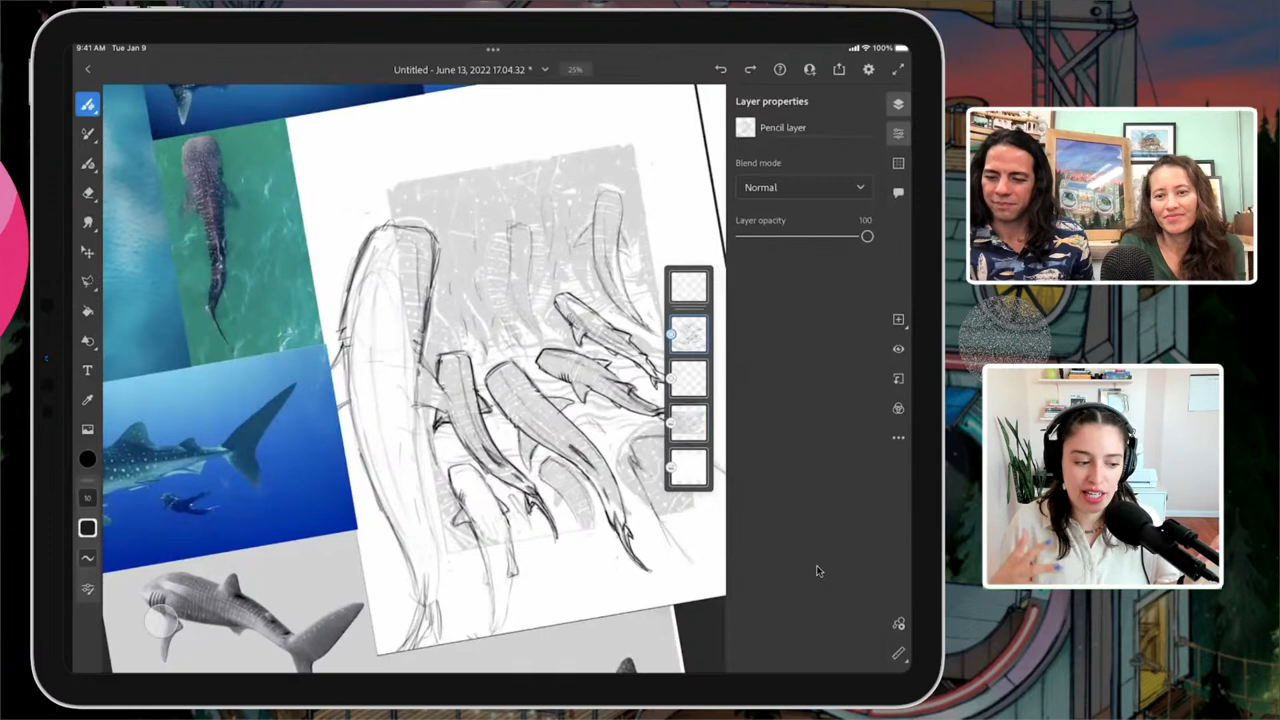 9:41 AM Tue Jan 9
100%
Untitled - June 13, 2022 17.04.32 *
25%
Layer properties
Pencil layer
Blend mode
Normal
Layer opacity
100
T
10